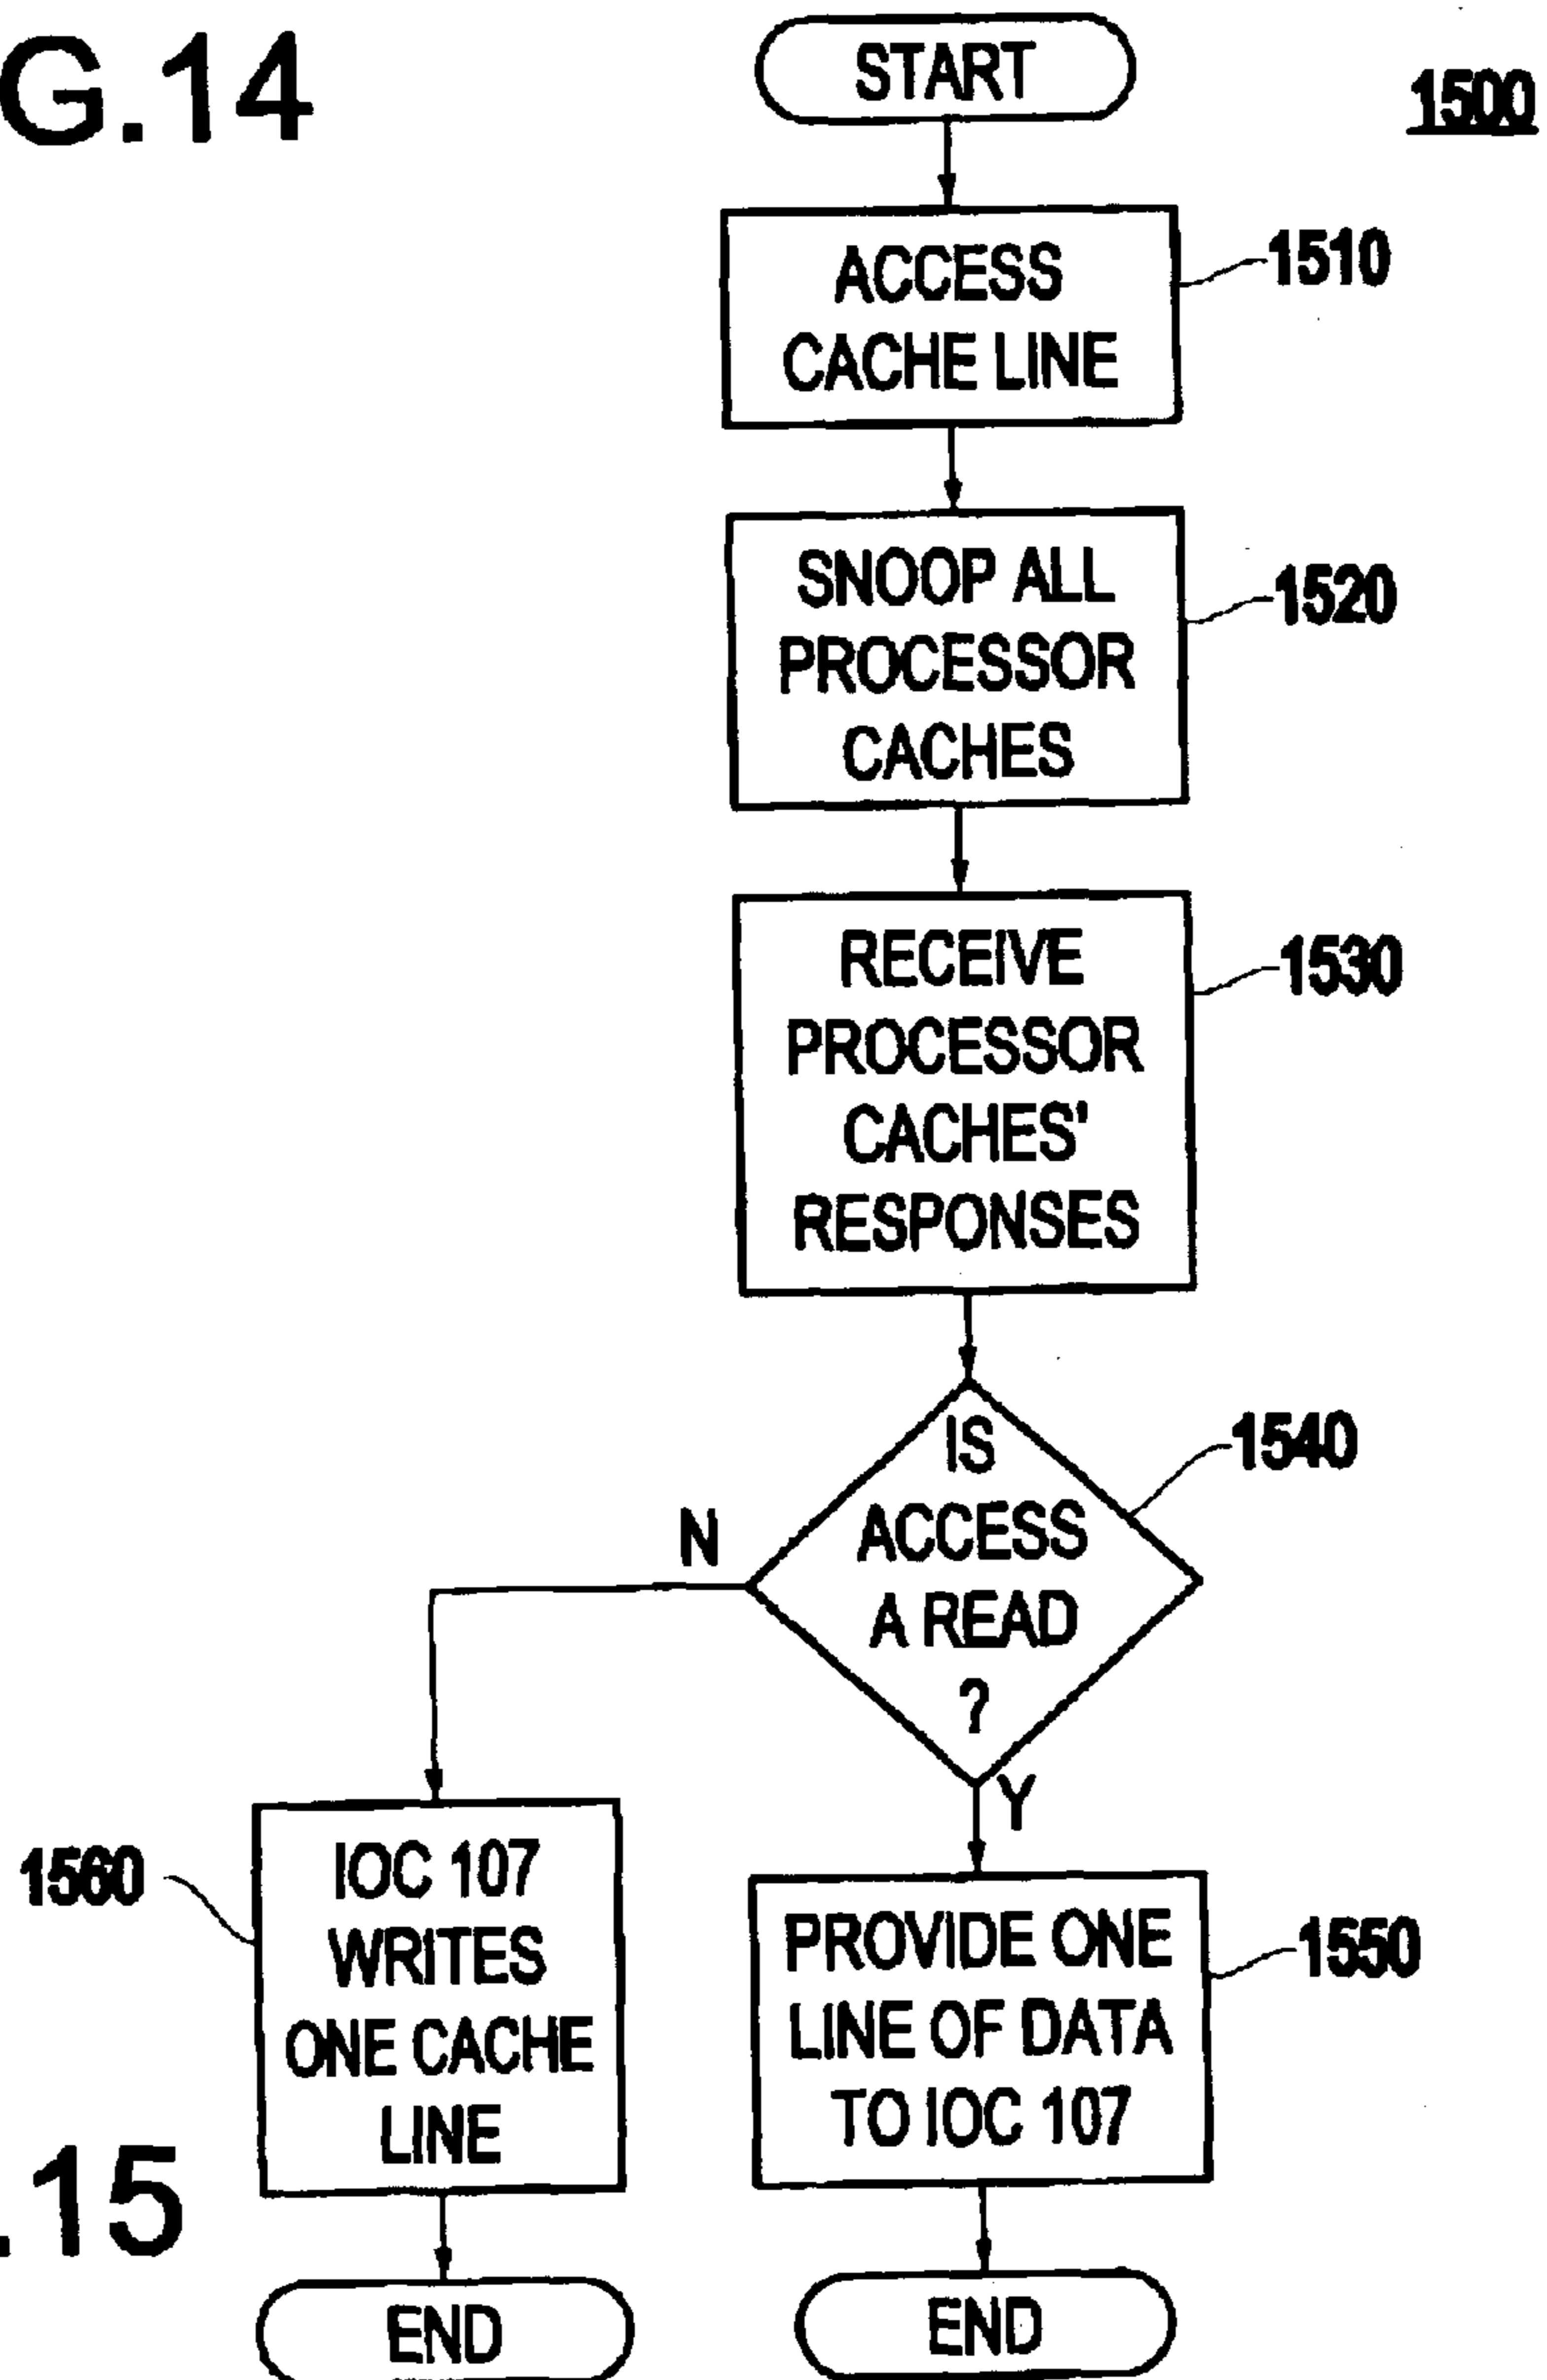 G.14
START
1500
ACCESS
CACHE LINE
1510
SNOOP ALL
PROCESSOR
CACHES
1520
RECEIVE
PROCESSOR
CACHES'
RESPONSES
1530
IS
ACCESS
A READ
?
1540
N
Y
IOC 107
WRITES
ONE CACHE
LINE
1560
PROVIDE ONE
LINE OF DATA
TO IOC 107
1550
.15
END
END